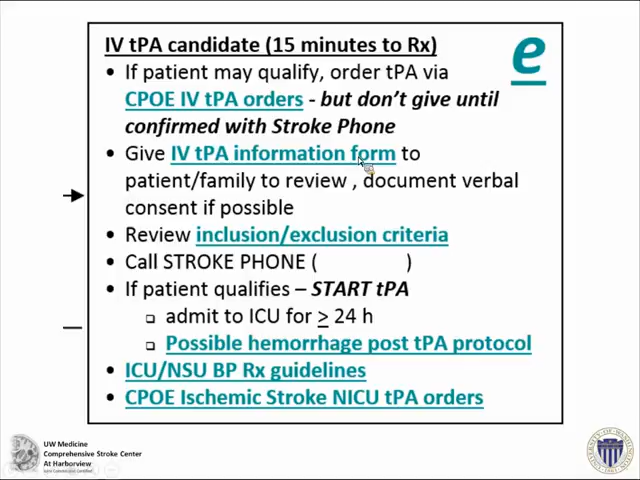 IV tPA candidate (15 minutes to Rx)
e
• If patient may qualify, order tPA via
CPOE IV tPA orders - but don't give until
confirmed with Stroke Phone
• Give IV tPA information form to
patient/family to review , document verbal
consent if possible
• Review inclusion/exclusion criteria
• Call STROKE PHONE ( )
• If patient qualifies – START tPA
❑ admit to ICU for > 24 h
❑ Possible hemorrhage post tPA protocol
• ICU/NSU BP Rx guidelines
• CPOE Ischemic Stroke NICU tPA orders
UW Medicine
Comprehensive Stroke Center
At Harborview